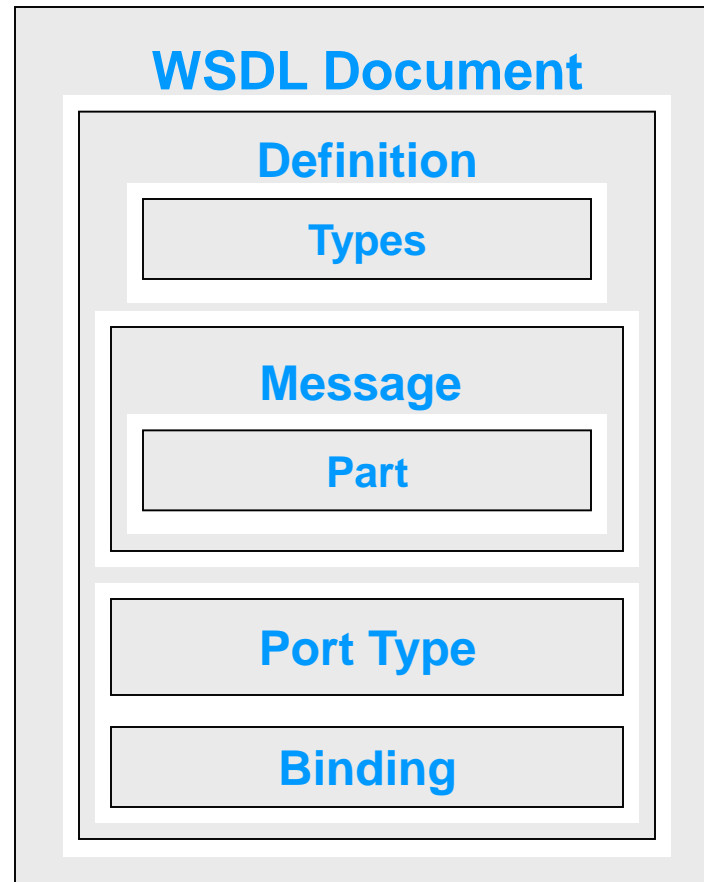 WSDL Document
Definition
Types
Message
Part
Port Type
Binding